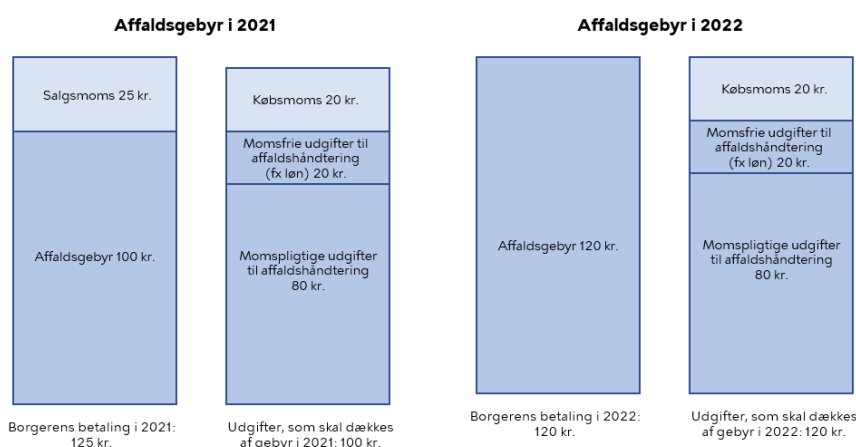 Affaldsgebyr i 2021
Salgsmoms 25 kr.
Affaldsgebyr 100 kr.
Borgerens betaling i 2021:
125 kr.
Købsmoms 20 kr.
Momsfrie udgifter til
affaldshåndtering
(fx løn) 20 kr.
Momspligtige udgifter
til affaldshåndtering
80 kr.
Udgifter, som skal dækkes
af gebyr i 2021: 100 kr.
Affaldsgebyr i 2022
Affaldsgebyr 120 kr.
Borgerens betaling i 2022:
120 kr.
Købsmoms 20 kr.
Momsfrie udgifter til
affaldshåndtering
(fx løn) 20 kr.
Momspligtige udgifter
til affaldshåndtering
80 kr.
Udgifter, som skal dækkes
af gebyr i 2022: 120 kr.